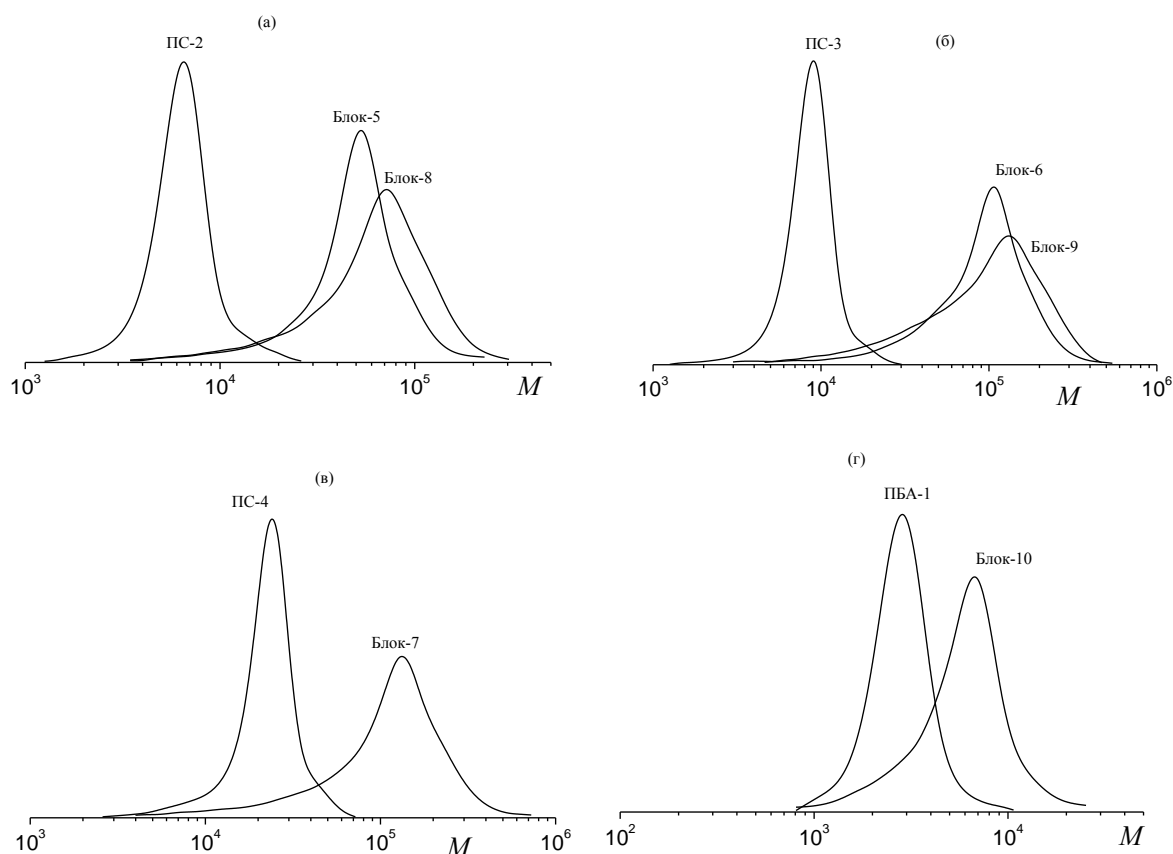 (а)
ПС-2
Блок-5
Блок-8
10³ 10⁴ 10⁵ M
(б)
ПС-3
Блок-6
Блок-9
10³ 10⁴ 10⁵ 10⁶
M
(в)
ПС-4
Блок-7
10³ 10⁴ 10⁵ 10⁶
M
(г)
ПБА-1
Блок-10
10² 10³ 10⁴ M